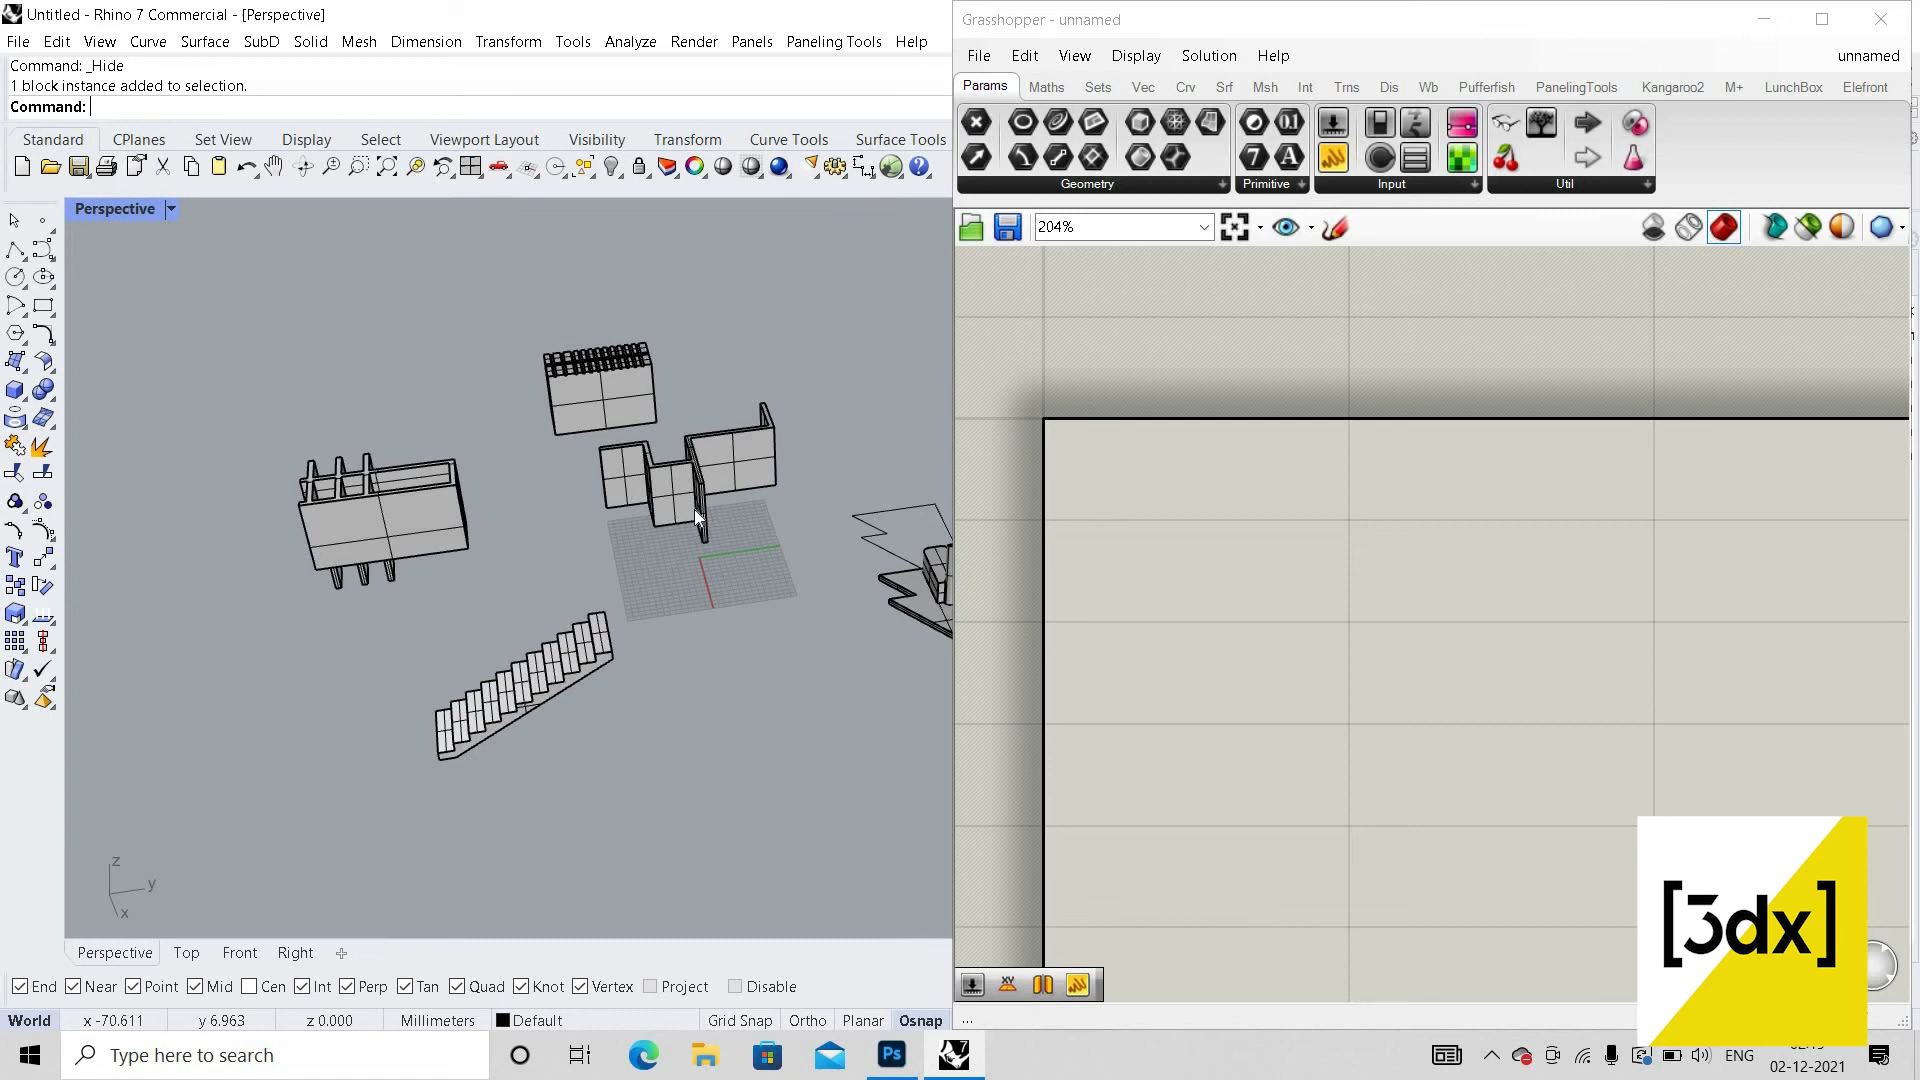 Untitled - Rhino 7 Commercial - [Perspective]
File Edit View Curve Surface SubD Solid Mesh Dimension Transform Tools Analyze Render Panels Paneling Tools Help
Command: _Hide
1 block instance added to selection.
Command:
Standard CPlanes Set View Display Select Viewport Layout Visibility Transform Curve Tools Surface Tools
Perspective
z
y
x
Perspective Top Front Right
End Near Point Mid Cen Int Perp Tan Quad Knot Vertex Project Disable
World x -70.611 y 6.963 z 0.000 Millimeters Default Grid Snap Ortho Planar Osnap
Grasshopper - unnamed
File Edit View Display Solution Help unnamed
Params Maths Sets Vec Crv Srf Msh Int Trns Dis Wb Pufferfish PanelingTools Kangaroo2 M+ LunchBox Elefront
Geometry Primitive Input Util
204%
XY
...
[3dx]
Type here to search
Ps
ENG
02-12-2021